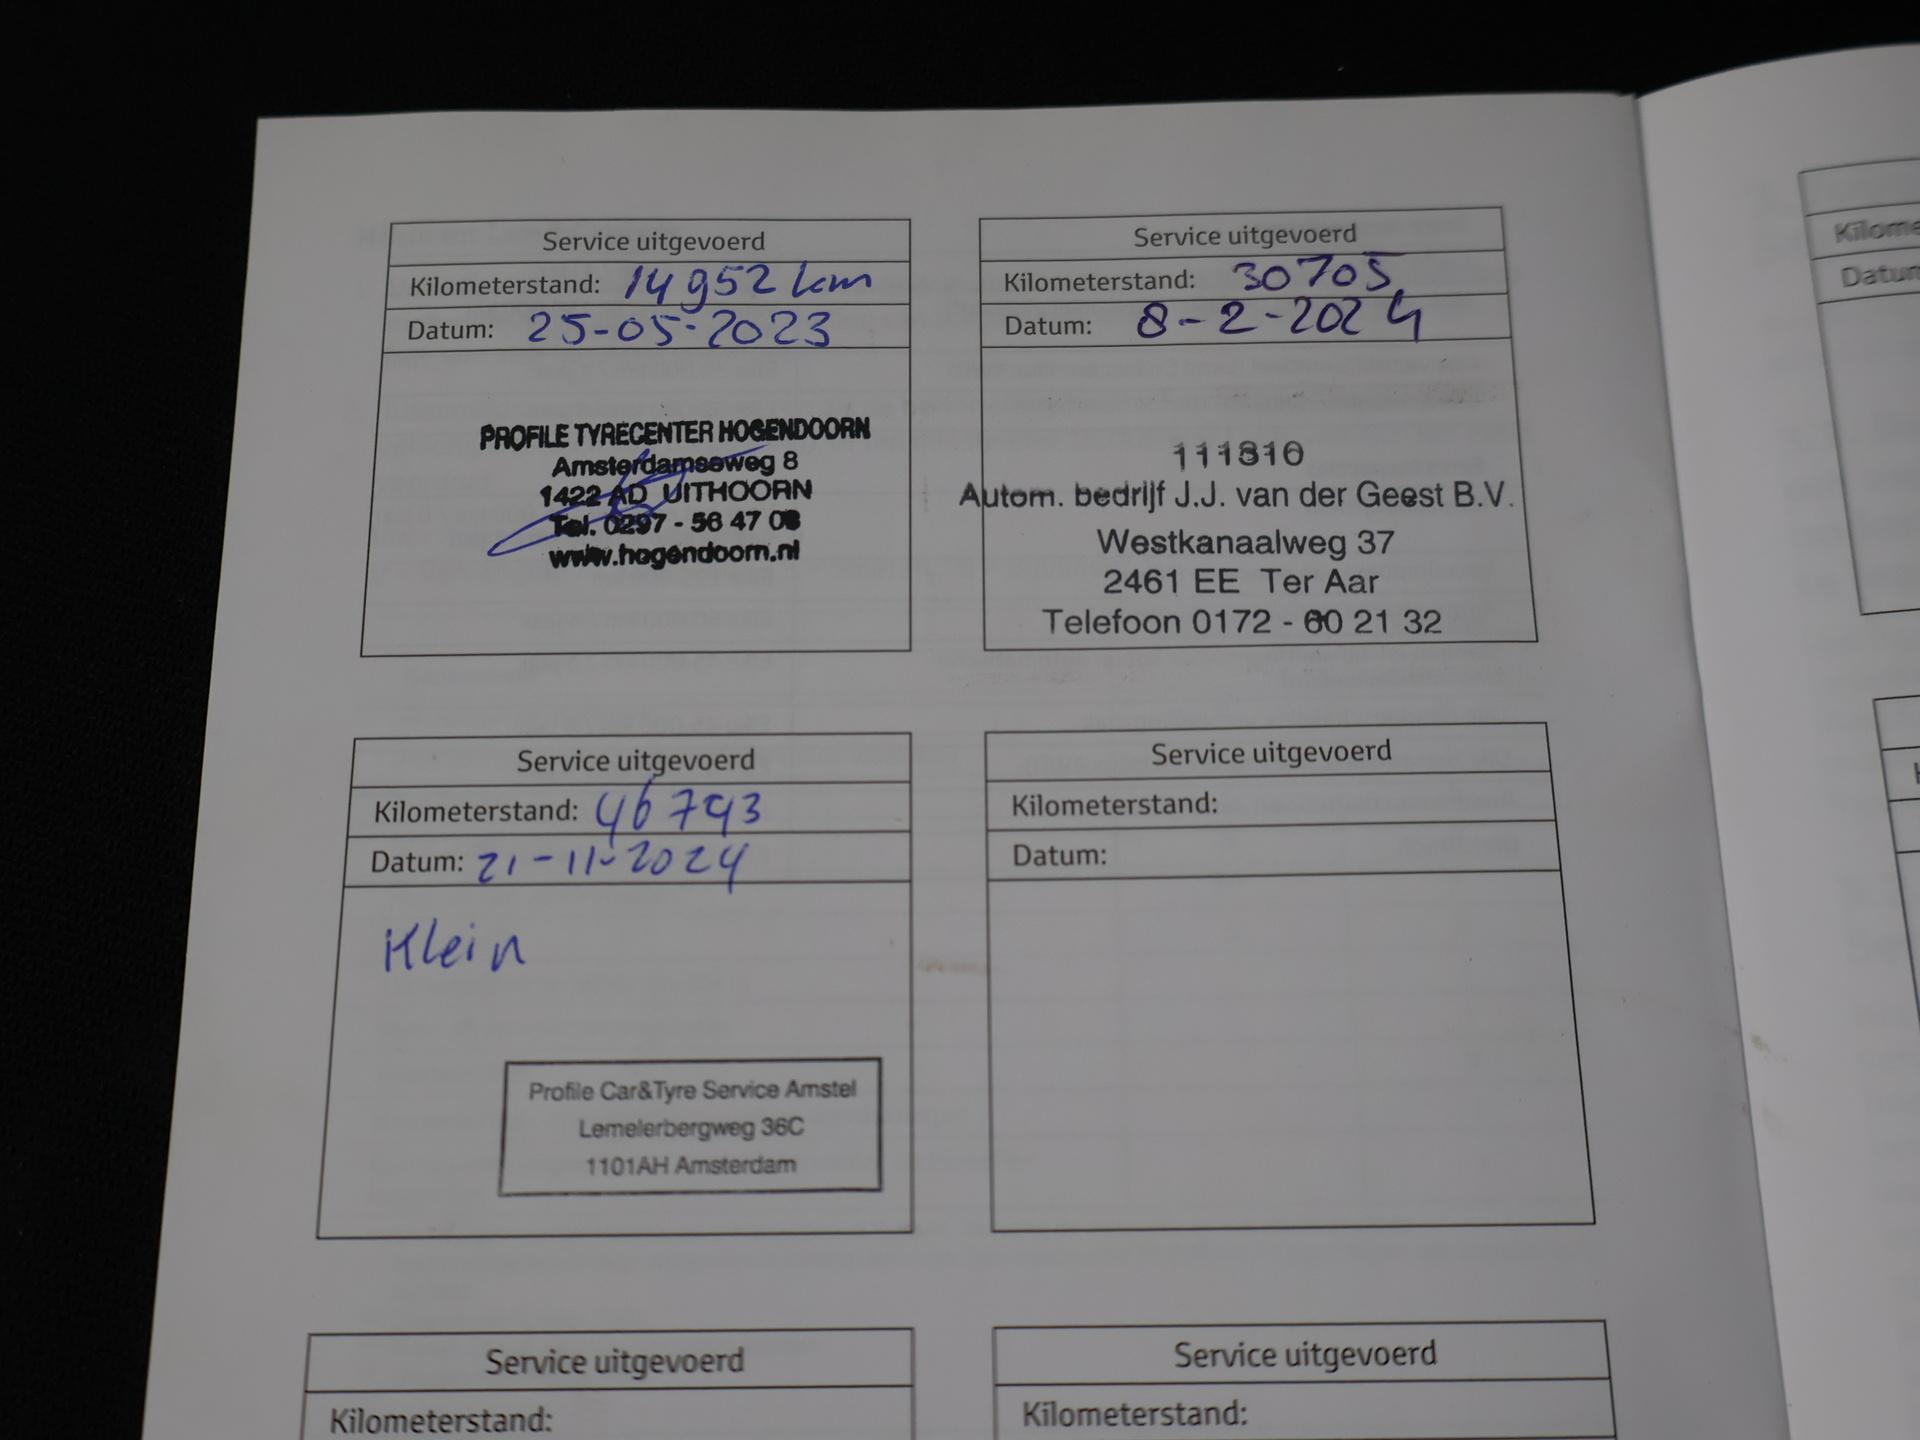 Service uitgevoerd
Kilometerstand: 14952 km
Datum: 25-05-2023
PROFILE TYRECENTER HOGENDOORN
Amsterdamseweg 8
1422 AD UITHOORN
Tel. 0297 - 56 47 08
www.hogendoorn.nl
Service uitgevoerd
Kilometerstand: 30705
Datum: 8-2-2024
111310
Autom. bedrijf J.J. van der Geest B.V.
Westkanaalweg 37
2461 EE Ter Aar
Telefoon 0172 - 60 21 32
Service uitgevoerd
Kilometerstand: 46793
Datum: 21-11-2024
Klein
Profile Car&Tyre Service Amstel
Lemelerbergweg 36C
1101AH Amsterdam
Service uitgevoerd
Kilometerstand:
Datum:
Service uitgevoerd
Kilometerstand:
Service uitgevoerd
Kilometerstand: